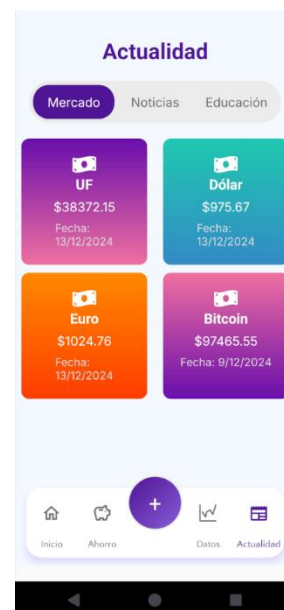 Actualidad
Mercado Noticias Educación
UF
$38372.15
Fecha:
13/12/2024
Dólar
$975.67
Fecha:
13/12/2024
Euro
$1024.76
Fecha:
13/12/2024
Bitcoin
$97465.55
Fecha: 9/12/2024
+
Inicio Ahorro Datos Actualidad